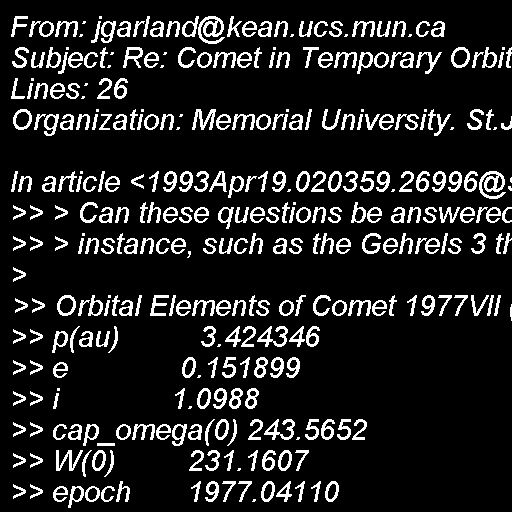 From: jgarland@kean.ucs.mun.ca
Subject: Re: Comet in Temporary Orbit
Lines: 26
Organization: Memorial University. St.J

In article <1993Apr19.020359.26996@s
>> > Can these questions be answered
>> > instance, such as the Gehrels 3 th
>
>> Orbital Elements of Comet 1977VII (
>> p(au) 3.424346
>> e 0.151899
>> i 1.0988
>> cap_omega(0) 243.5652
>> W(0) 231.1607
>> epoch 1977.04110